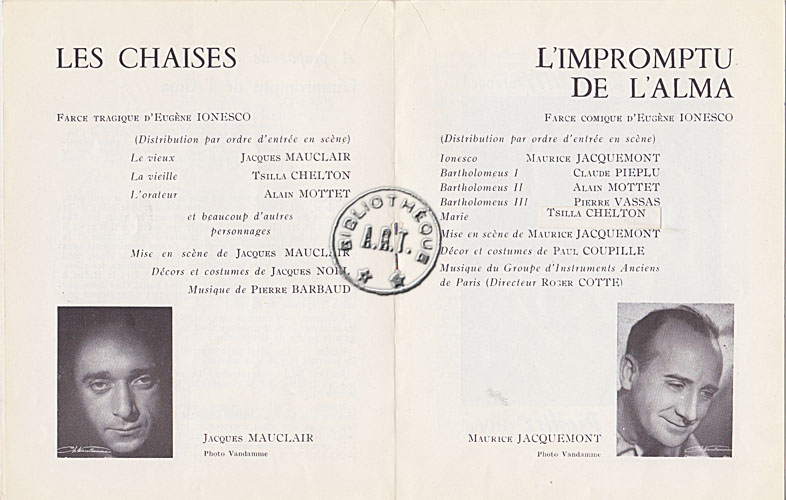 LES CHAISES
FARCE TRAGIQUE D'EUGÈNE IONESCO
(Distribution par ordre d'entrée en scène)
Le vieux JACQUES MAUCLAIR
La vieille TSILLA CHELTON
L'orateur ALAIN MOTTET
et beaucoup d'autres
personnages
Mise en scène de JACQUES MAUCLAIR
Décors et costumes de JACQUES NOEL
Musique de PIERRE BARBAUD
JACQUES MAUCLAIR
Photo Vandamme
BIBLIOTHÈQUE
A.R.T.
L'IMPROMPTU
DE L'ALMA
FARCE COMIQUE D'EUGÈNE IONESCO
(Distribution par ordre d'entrée en scène)
Ionesco MAURICE JACQUEMONT
Bartholomeus I CLAUDE PIEPLU
Bartholomeus II ALAIN MOTTET
Bartholomeus III PIERRE VASSAS
Marie TSILLA CHELTON
Mise en scène de MAURICE JACQUEMONT
Décor et costumes de PAUL COUPILLE
Musique du Groupe d'Instruments Anciens
de Paris (Directeur ROGER COTTE)
MAURICE JACQUEMONT
Photo Vandamme